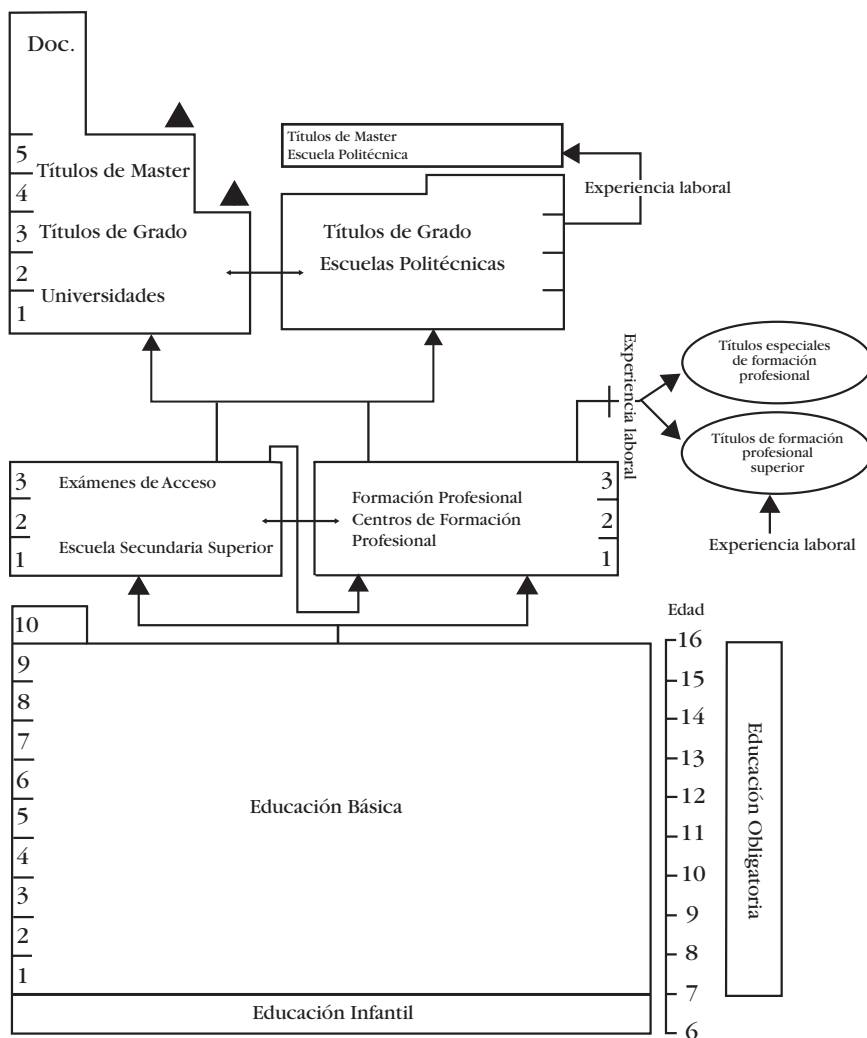 Doc.
5
4
3
2
1
Títulos de Master
Títulos de Grado
Universidades
Títulos de Master
Escuela Politécnica
Experiencia laboral
Títulos de Grado
Escuelas Politécnicas
Experiencia laboral
Títulos especiales
de formación
profesional
Títulos de formación
profesional
superior
Experiencia laboral
3
2
1
Exámenes de Acceso
Escuela Secundaria Superior
Formación Profesional
Centros de Formación
Profesional
3
2
1
10
9
8
7
6
5
4
3
2
1
Educación Básica
Educación Infantil
Edad
16
15
14
13
12
11
10
9
8
7
6
Educación Obligatoria